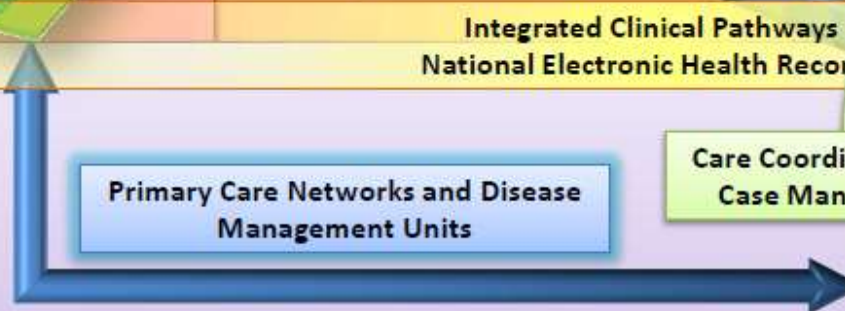 Integrated Clinical Pathways
National Electronic Health Recor
Care Coordi
Case Man
Primary Care Networks and Disease
Management Units